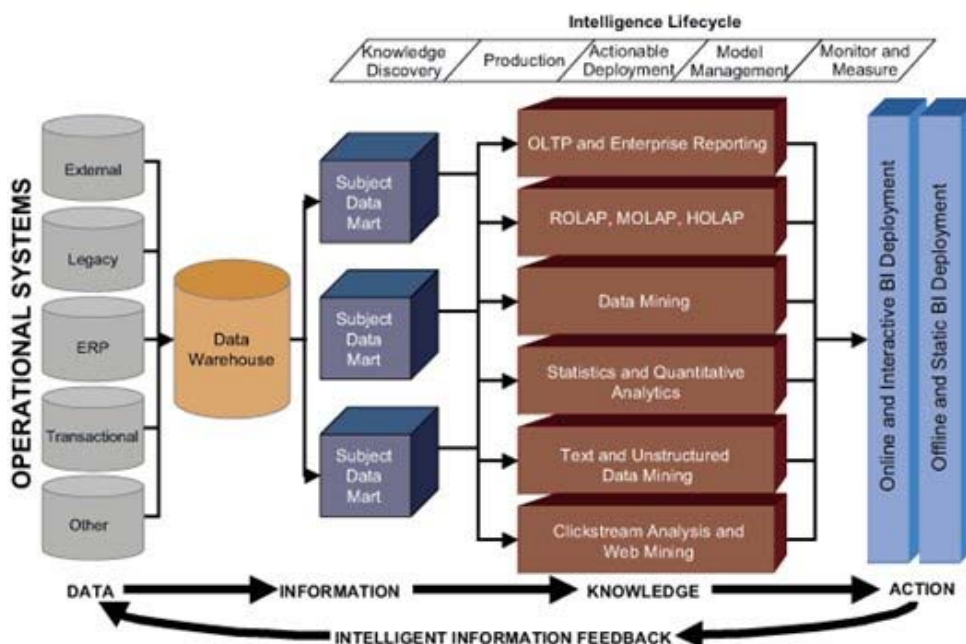 Intelligence Lifecycle
Knowledge
Discovery
Production
Actionable
Deployment
Model
Management
Monitor and
Measure
OPERATIONAL SYSTEMS
External
Legacy
ERP
Transactional
Other
Data
Warehouse
Subject
Data
Mart
Subject
Data
Mart
Subject
Data
Mart
OLTP and Enterprise Reporting
ROLAP, MOLAP, HOLAP
Data Mining
Statistics and Quantitative
Analytics
Text and Unstructured
Data Mining
Clickstream Analysis and
Web Mining
Online and Interactive BI Deployment
Offline and Static BI Deployment
DATA
INFORMATION
KNOWLEDGE
ACTION
INTELLIGENT INFORMATION FEEDBACK